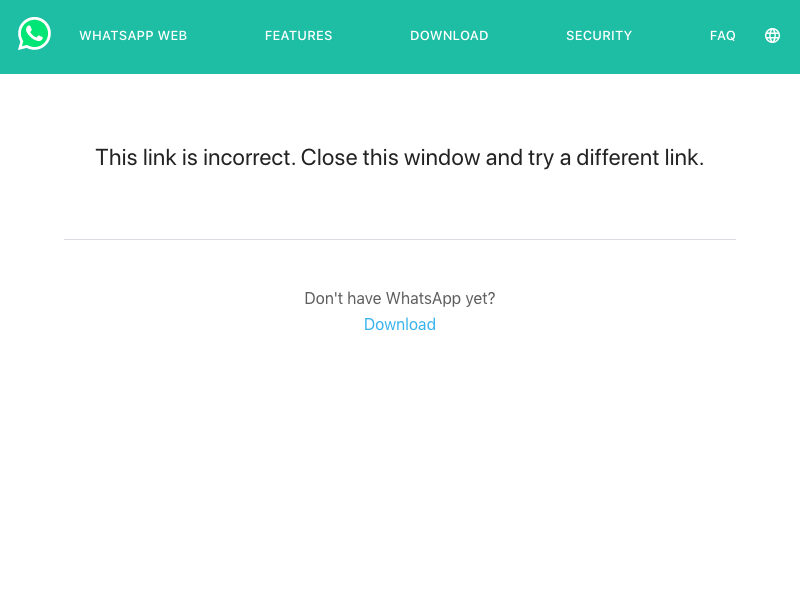 WHATSAPP WEB FEATURES DOWNLOAD SECURITY FAQ
This link is incorrect. Close this window and try a different link.
Don't have WhatsApp yet?
Download